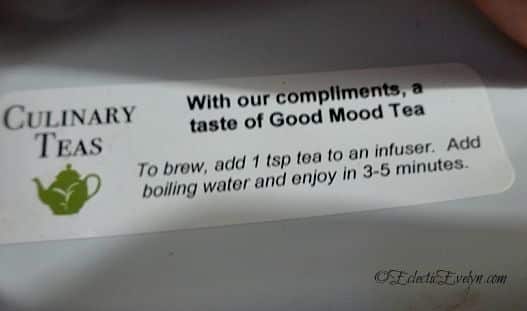 CULINARY
TEAS
With our compliments, a
taste of Good Mood Tea
To brew, add 1 tsp tea to an infuser. Add
boiling water and enjoy in 3-5 minutes.
©EclecticEvelyn.com